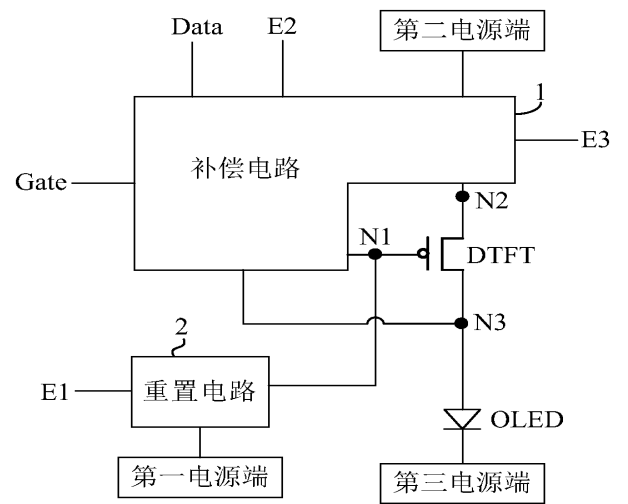 Data
E2
第二电源端
1
E3
补偿电路
Gate
N2
N1
DTFT
N3
2
E1
重置电路
OLED
第一电源端
第三电源端